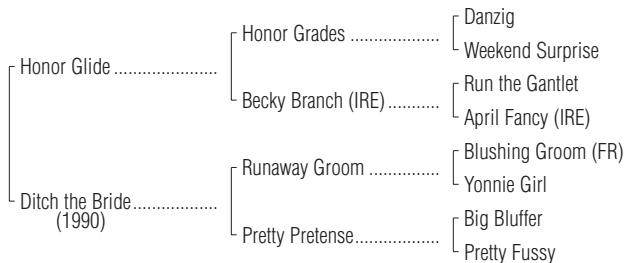 Danzig
Honor Grades ...................
Weekend Surprise
Honor Glide ......................
Run the Gantlet
Becky Branch (IRE) ...........
April Fancy (IRE)
Blushing Groom (FR)
Runaway Groom ...............
Yonnie Girl
Ditch the Bride..................
(1990)
Big Bluffer
Pretty Pretense..................
Pretty Fussy